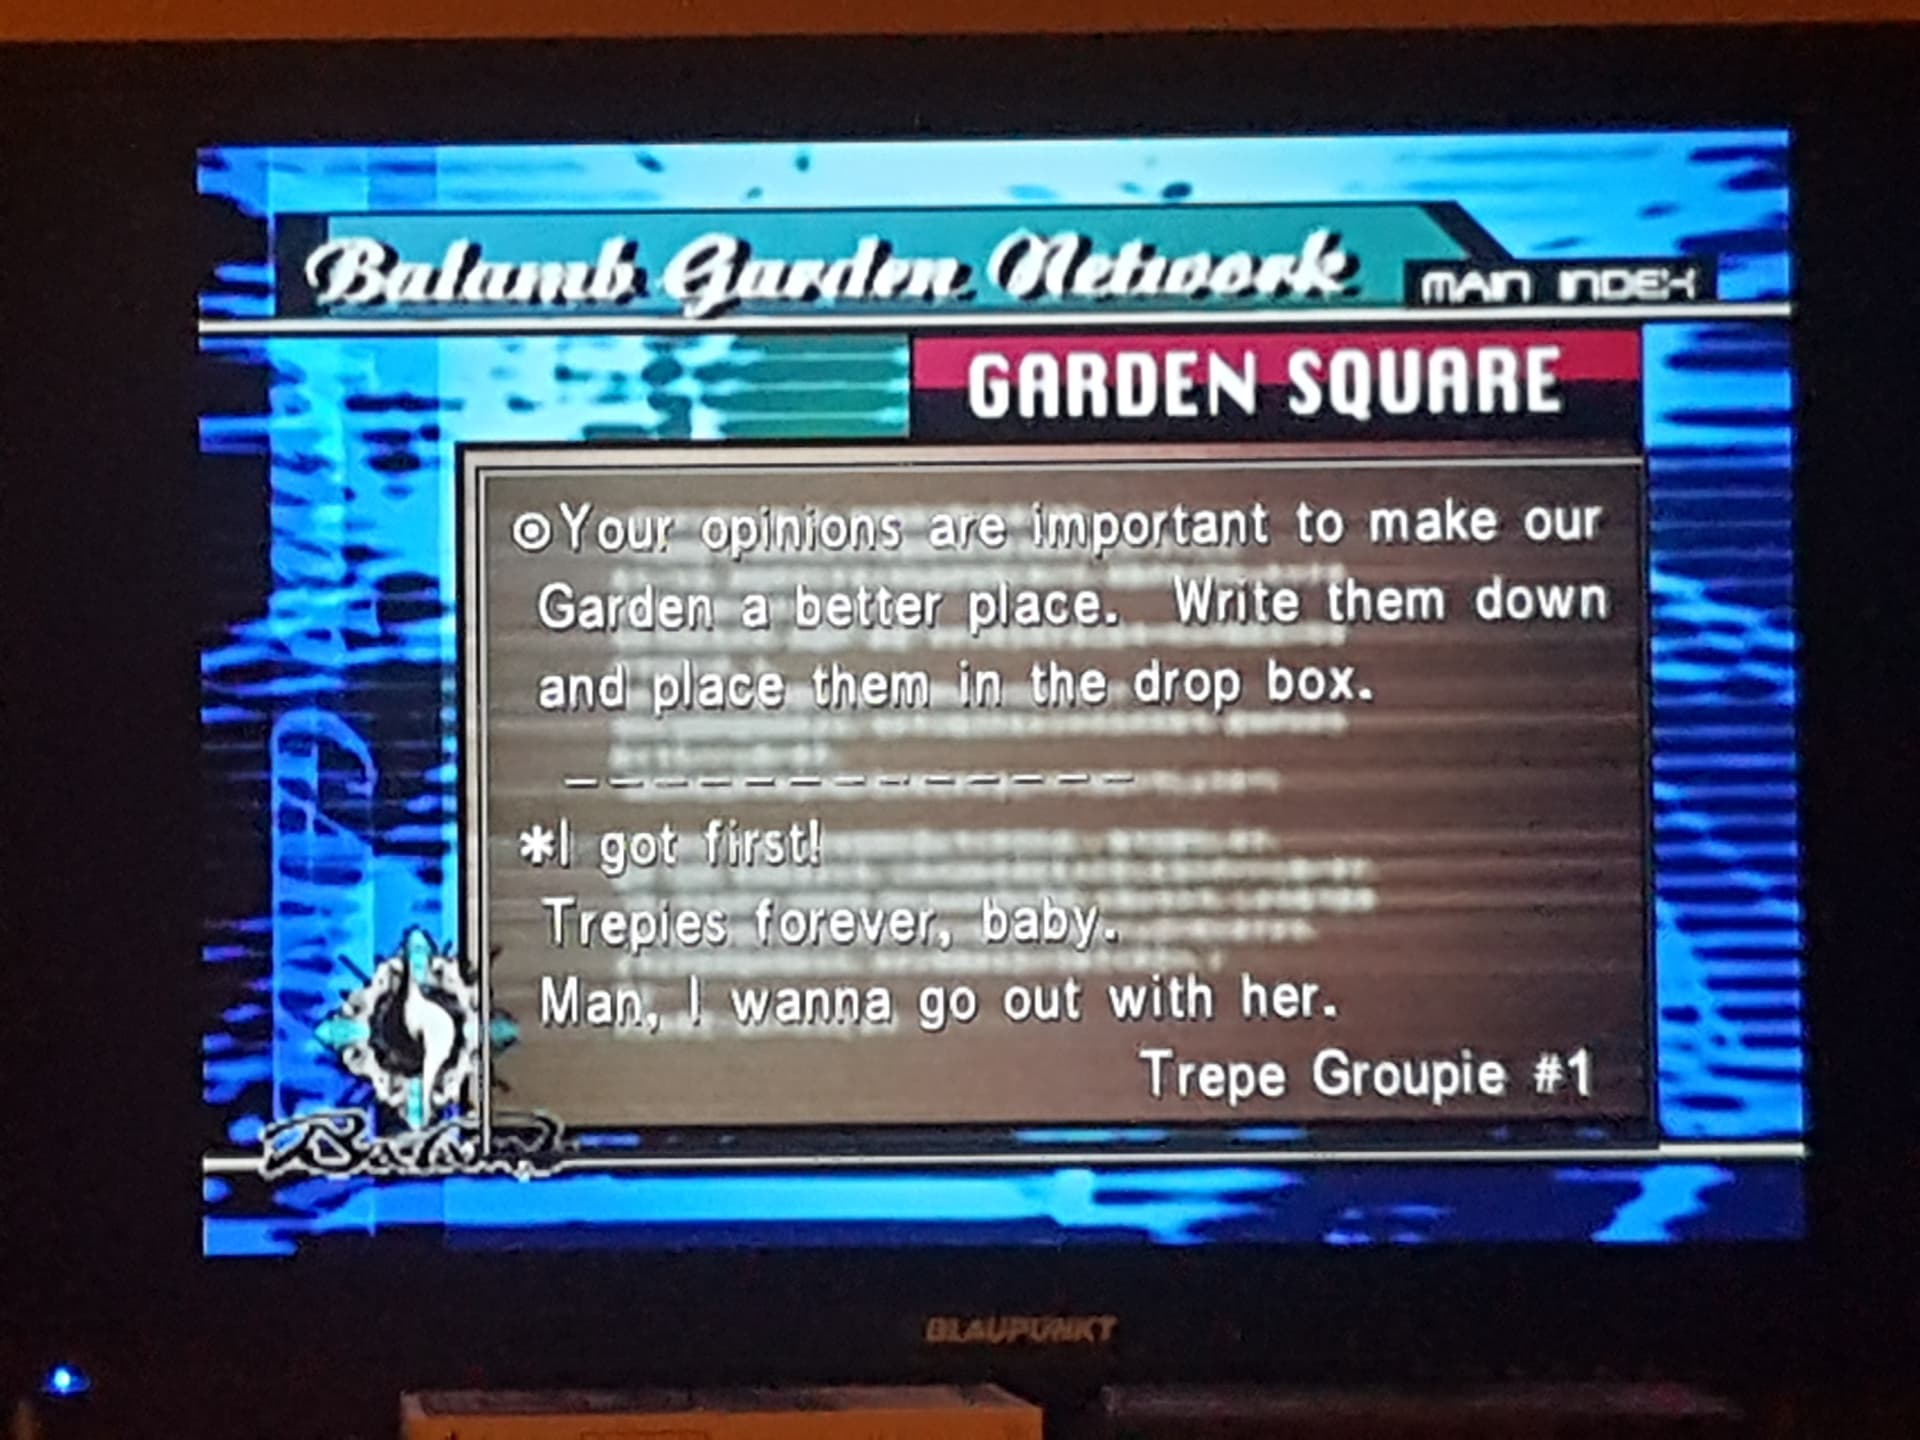 Balamb Garden Network
MAIN INDEX
GARDEN SQUARE
⊙Your opinions are important to make our
Garden a better place. Write them down
and place them in the drop box.
_ _ _ _ _ _ _ _ _ _ _ _ _
*I got first!
Trepies forever, baby.
Man, I wanna go out with her.
Trepe Groupie #1
Balamb
BLAUPUNKT